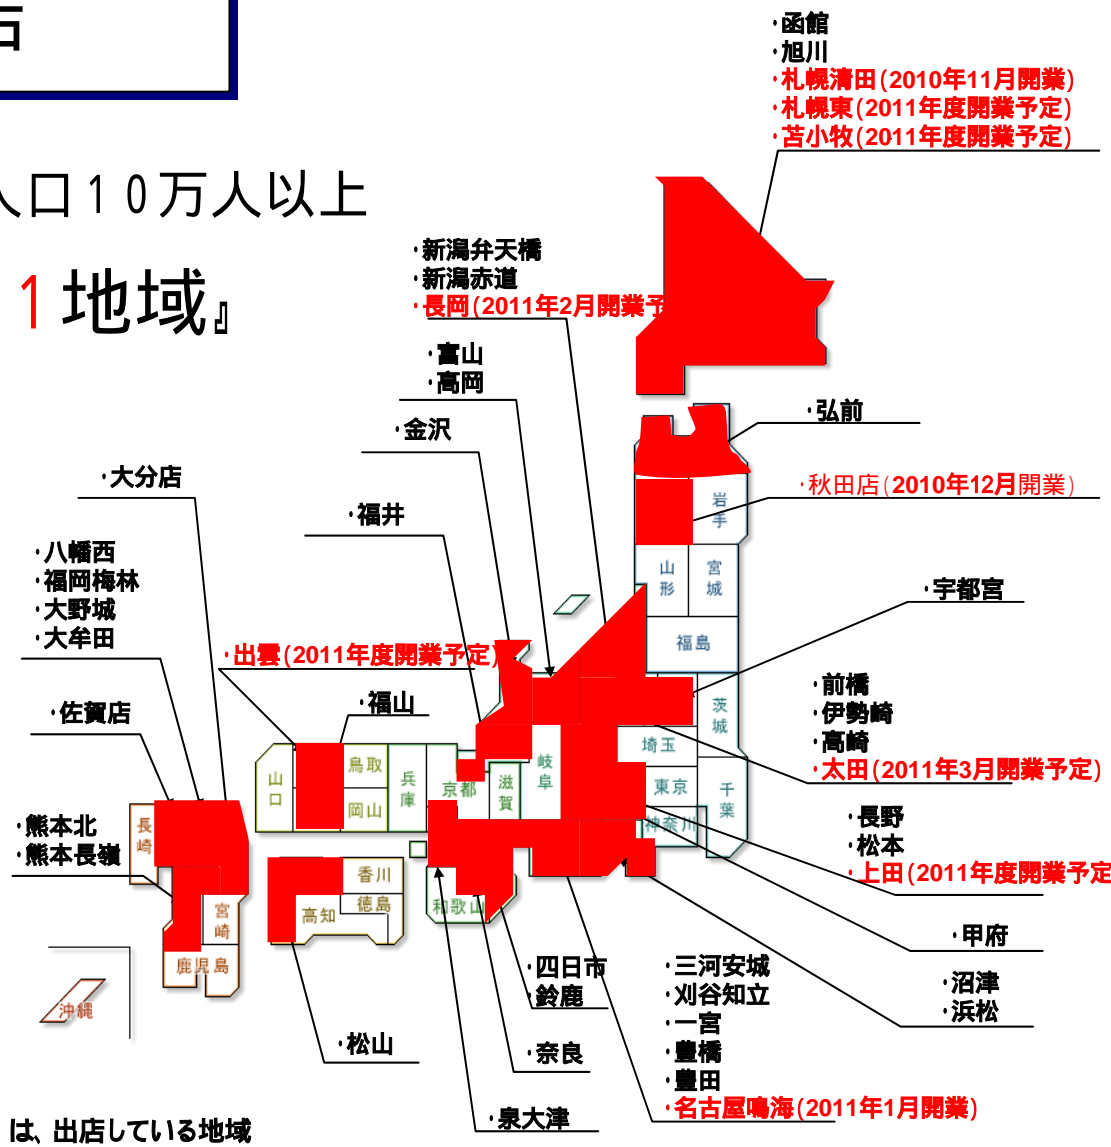 石
人口１０万人以上
１地域』
・函館
・旭川
・札幌清田(2010年11月開業)
・札幌東(2011年度開業予定)
・苫小牧(2011年度開業予定)
・新潟弁天橋
・新潟赤道
・長岡(2011年2月開業予
・富山
・高岡
・金沢
・弘前
・大分店
・秋田店(2010年12月開業)
・福井
岩手
・八幡西
・福岡梅林
・大野城
・大牟田
山形
宮城
・宇都宮
福島
・出雲(2011年度開業予定)
・佐賀店
・福山
茨城
・前橋
・伊勢崎
・高崎
・太田(2011年3月開業予定)
埼玉
岐阜
山口
鳥取
兵庫
京都
滋賀
岡山
東京
千葉
神奈川
長崎
・熊本北
・熊本長嶺
・長野
・松本
・上田(2011年度開業予定
香川
徳島
高知
和歌山
宮崎
鹿児島
沖縄
・甲府
・四日市
・鈴鹿
・三河安城
・刈谷知立
・一宮
・豊橋
・豊田
・名古屋鳴海(2011年1月開業)
・沼津
・浜松
・松山
・奈良
・泉大津
は、出店している地域